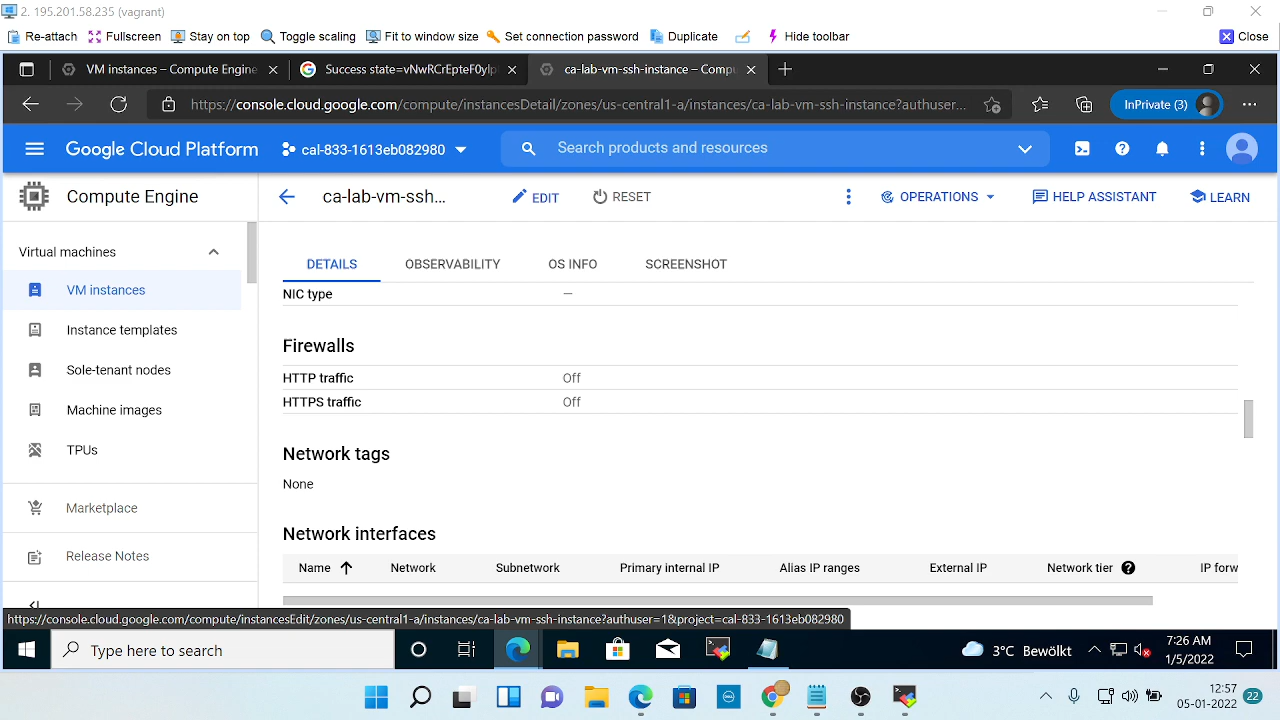 2. 195.201.58.235 (vagrant)
Re-attach Fullscreen Stay on top Toggle scaling Fit to window size Set connection password Duplicate Hide toolbar Close
VM instances – Compute Engine Success state=vNwRCrEpteF0yIp ca-lab-vm-ssh-instance – Compu
https://console.cloud.google.com/compute/instancesDetail/zones/us-central1-a/instances/ca-lab-vm-ssh-instance?authuser... InPrivate (3)
Google Cloud Platform cal-833-1613eb082980 Search products and resources
Compute Engine ca-lab-vm-ssh... EDIT RESET OPERATIONS HELP ASSISTANT LEARN
Virtual machines
VM instances
Instance templates
Sole-tenant nodes
Machine images
TPUs
Marketplace
Release Notes
DETAILS OBSERVABILITY OS INFO SCREENSHOT
NIC type —
Firewalls
HTTP traffic Off
HTTPS traffic Off
Network tags
None
Network interfaces
Name Network Subnetwork Primary internal IP Alias IP ranges External IP Network tier IP forw
https://console.cloud.google.com/compute/instancesEdit/zones/us-central1-a/instances/ca-lab-vm-ssh-instance?authuser=1&project=cal-833-1613eb082980
Type here to search 3°C Bewölkt 7:26 AM
1/5/2022
12:57
05-01-2022 22